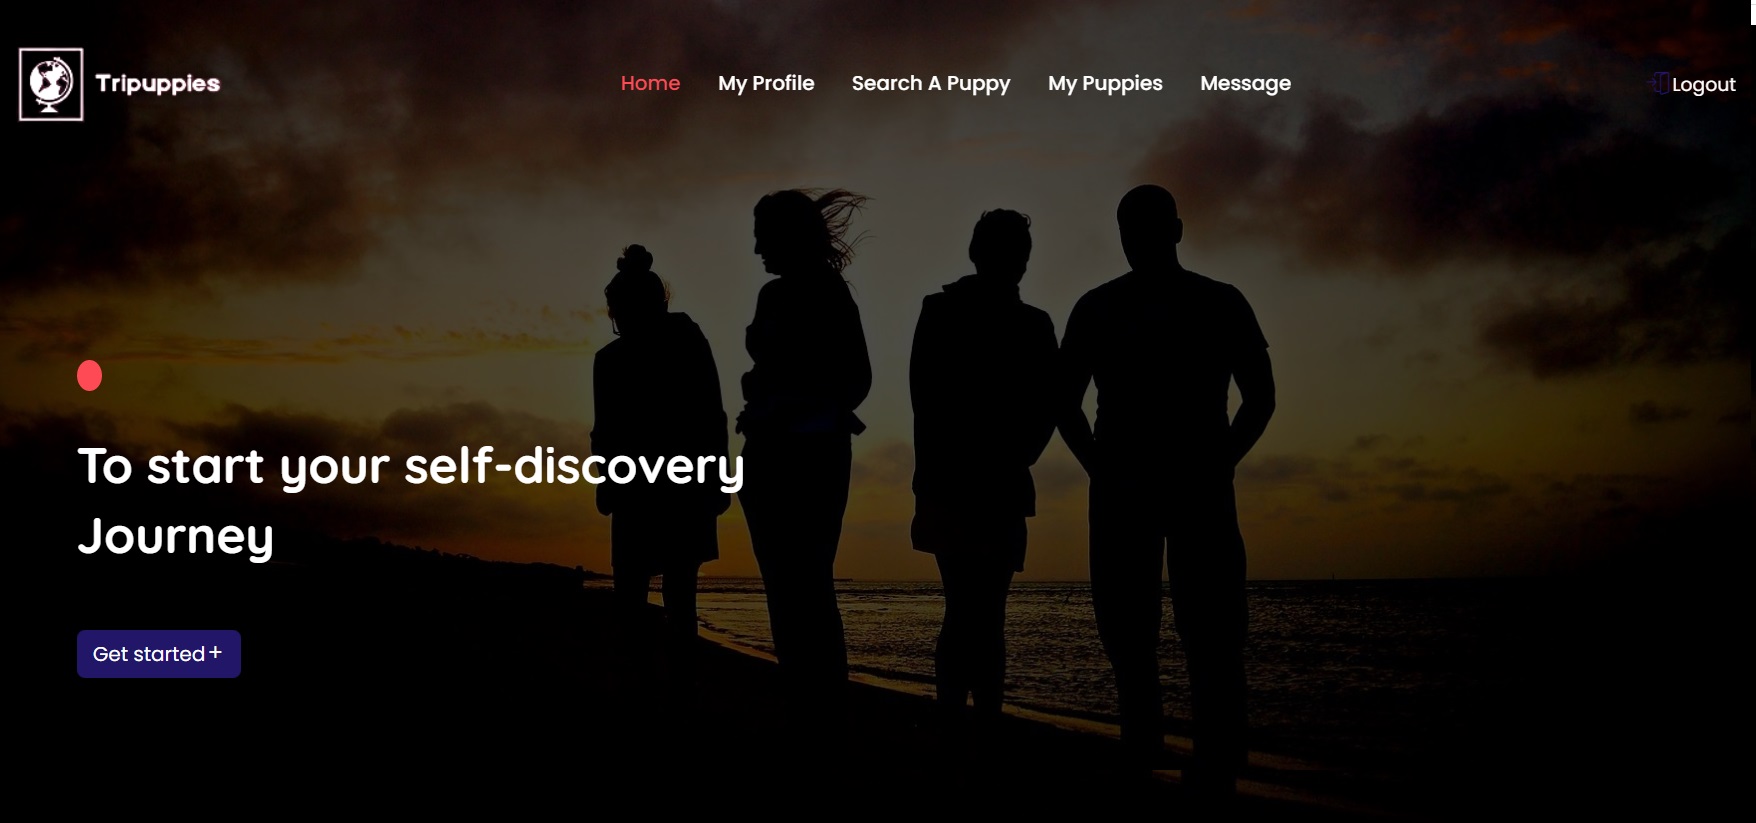 Tripuppies
Home My Profile Search A Puppy My Puppies Message
Logout
To start your self-discovery
Journey
Get started +